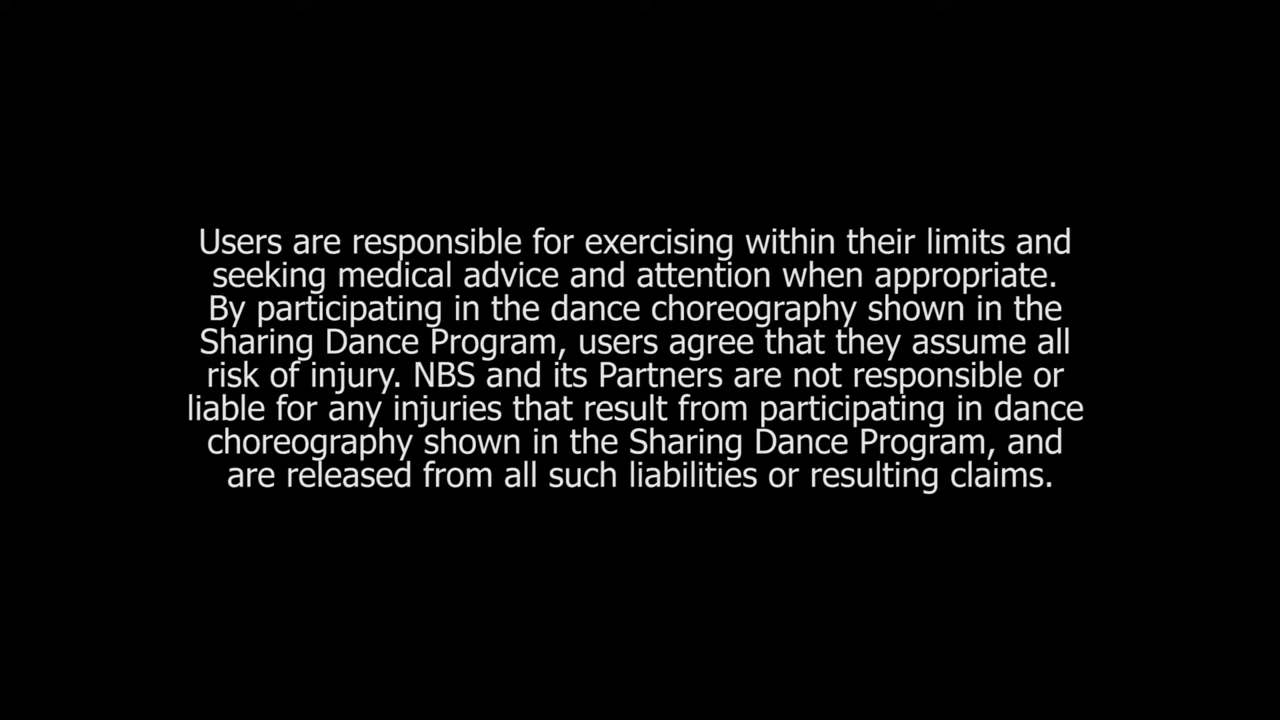 Users are responsible for exercising within their limits and
seeking medical advice and attention when appropriate.
By participating in the dance choreography shown in the
Sharing Dance Program, users agree that they assume all
risk of injury. NBS and its Partners are not responsible or
liable for any injuries that result from participating in dance
choreography shown in the Sharing Dance Program, and
are released from all such liabilities or resulting claims.